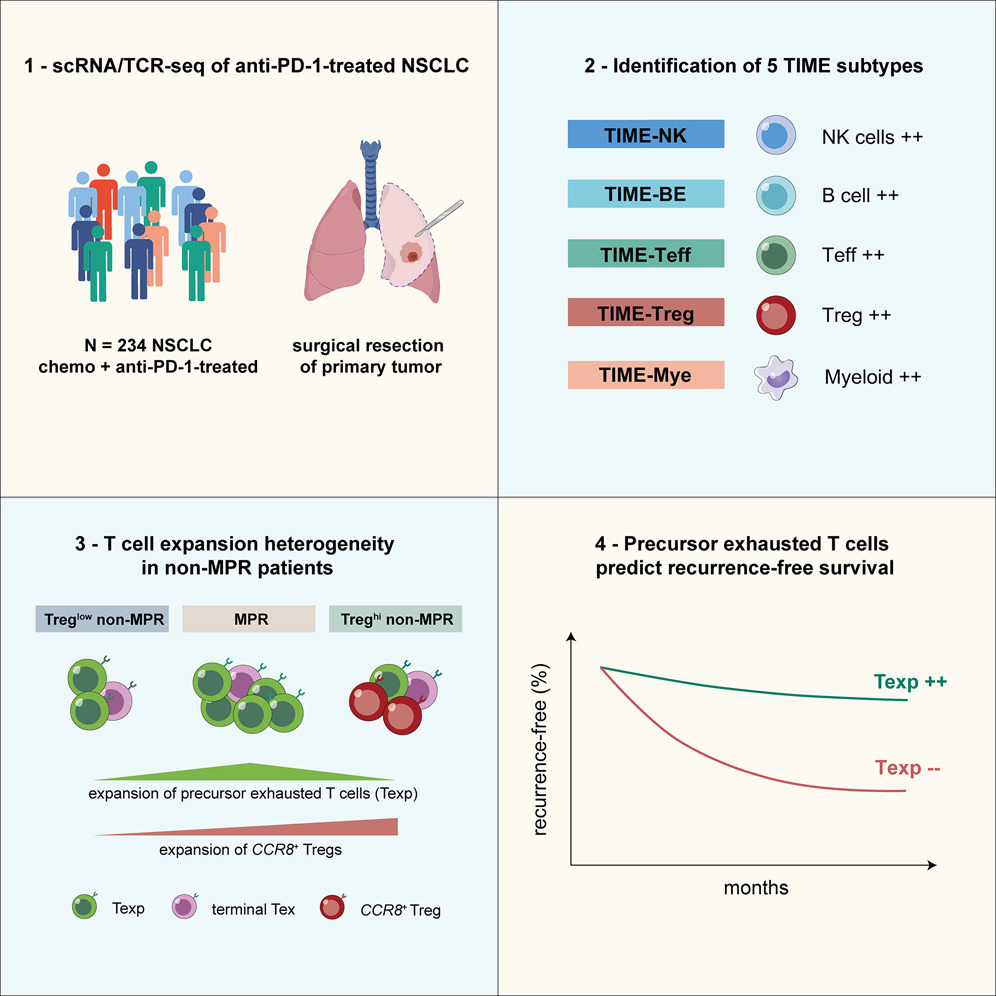 1 - scRNA/TCR-seq of anti-PD-1-treated NSCLC
N = 234 NSCLC
chemo + anti-PD-1-treated
surgical resection
of primary tumor
2 - Identification of 5 TIME subtypes
TIME-NK
NK cells ++
TIME-BE
B cell ++
TIME-Teff
Teff ++
TIME-Treg
Treg ++
TIME-Mye
Myeloid ++
3 - T cell expansion heterogeneity
in non-MPR patients
Treglow non-MPR
MPR
Treghi non-MPR
expansion of precursor exhausted T cells (Texp)
expansion of CCR8+ Tregs
Texp
terminal Tex
CCR8+ Treg
4 - Precursor exhausted T cells
predict recurrence-free survival
recurrence-free (%)
Texp ++
Texp --
months